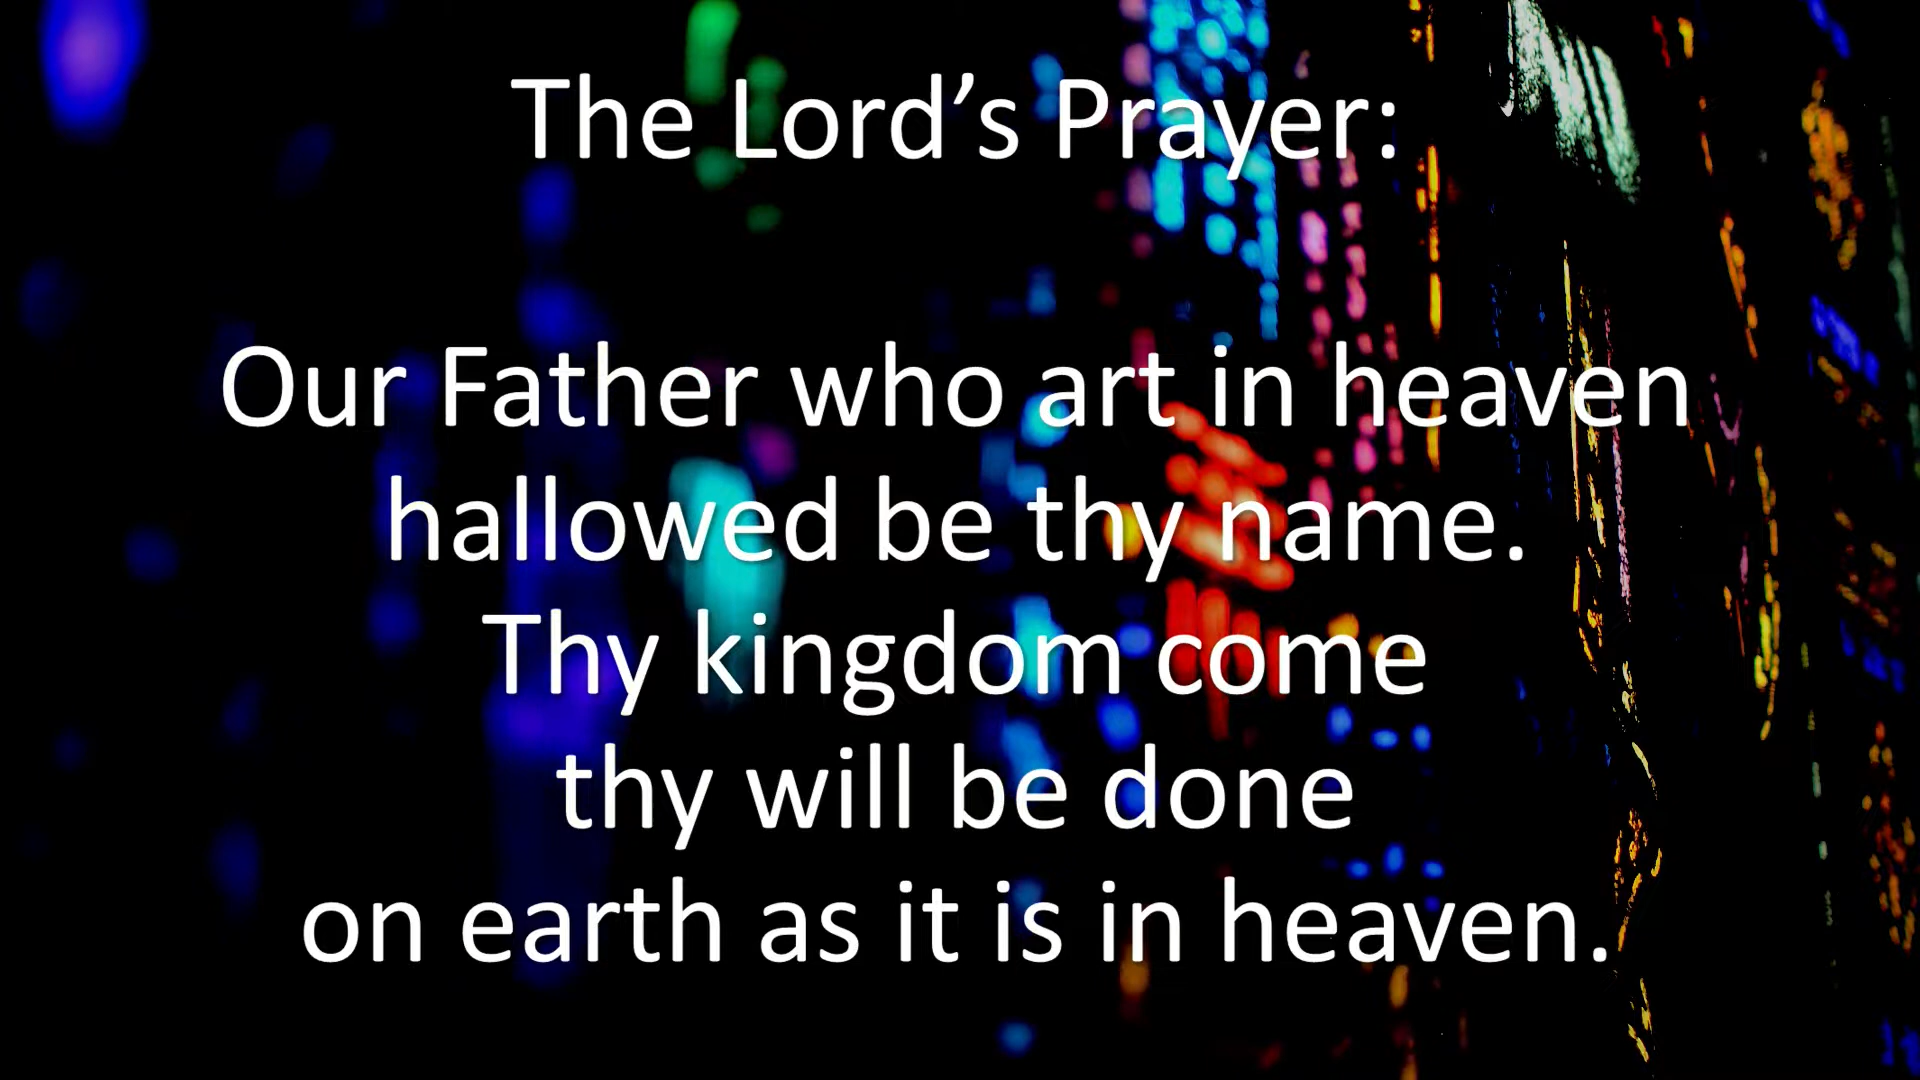 The Lord’s Prayer:
Our Father who art in heaven
hallowed be thy name.
Thy kingdom come
thy will be done
on earth as it is in heaven.